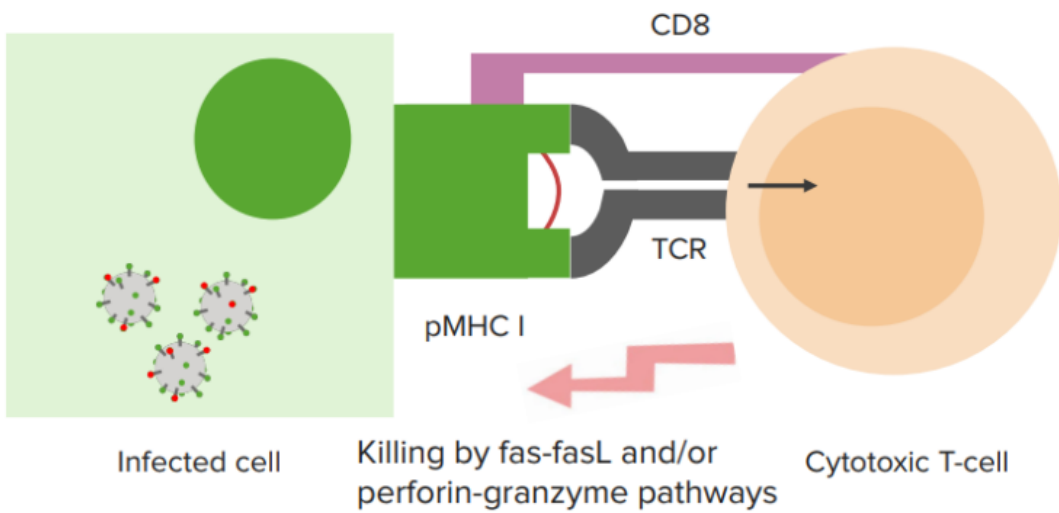 CD8
TCR
pMHC I
Infected cell
Killing by fas-fasL and/or
perforin-granzyme pathways
Cytotoxic T-cell